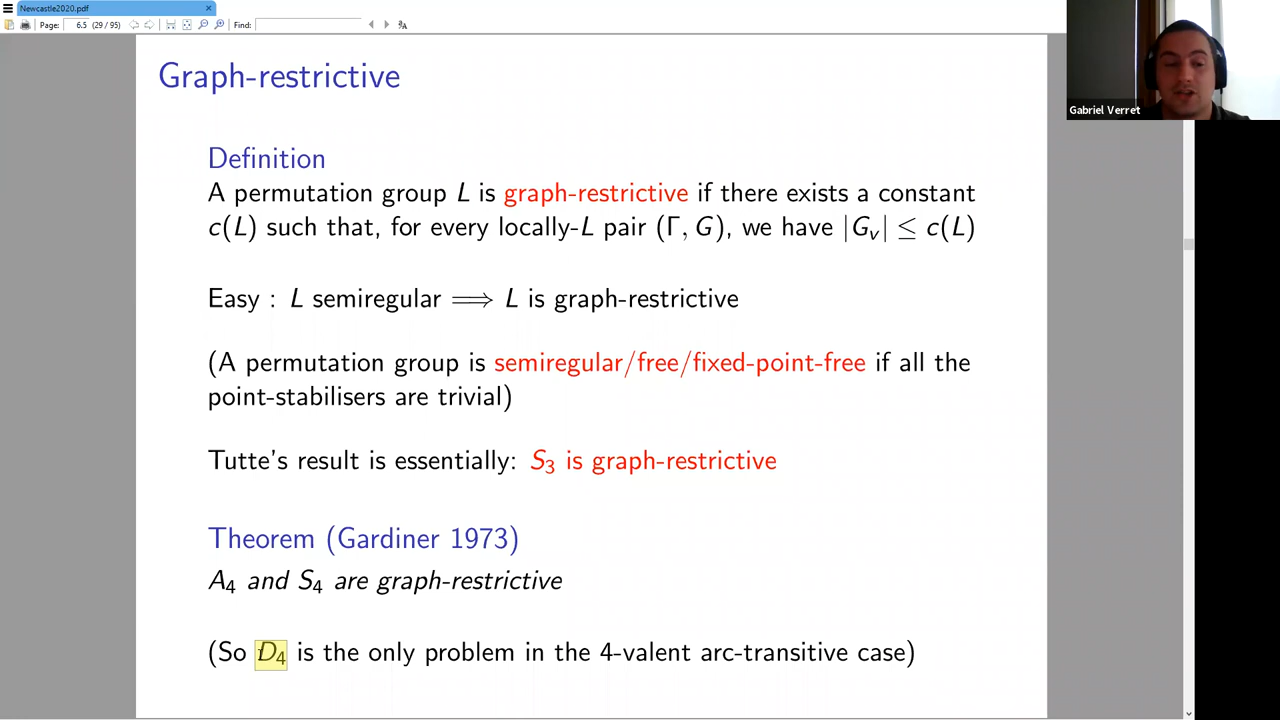 Newcastle2020.pdf
Page: 6.5 (29 / 95) Find:
Gabriel Verret
Graph-restrictive
Definition
A permutation group L is graph-restrictive if there exists a constant
c(L) such that, for every locally-L pair (Γ, G), we have |Gᵥ| ≤ c(L)
Easy : L semiregular ⟹ L is graph-restrictive
(A permutation group is semiregular/free/fixed-point-free if all the
point-stabilisers are trivial)
Tutte's result is essentially: S₃ is graph-restrictive
Theorem (Gardiner 1973)
A₄ and S₄ are graph-restrictive
(So D₄ is the only problem in the 4-valent arc-transitive case)